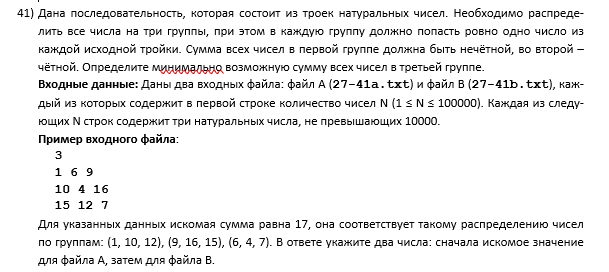 41) Дана последовательность, которая состоит из троек натуральных чисел. Необходимо распреде-
лить все числа на три группы, при этом в каждую группу должно попасть ровно одно число из
каждой исходной тройки. Сумма всех чисел в первой группе должна быть нечётной, во второй –
чётной. Определите минимально возможную сумму всех чисел в третьей группе.
Входные данные: Даны два входных файла: файл A (27-41a.txt) и файл B (27-41b.txt), каж-
дый из которых содержит в первой строке количество чисел N (1 ≤ N ≤ 100000). Каждая из следу-
ющих N строк содержит три натуральных числа, не превышающих 10000.
Пример входного файла:
3
1 6 9
10 4 16
15 12 7
Для указанных данных искомая сумма равна 17, она соответствует такому распределению чисел
по группам: (1, 10, 12), (9, 16, 15), (6, 4, 7). В ответе укажите два числа: сначала искомое значение
для файла A, затем для файла B.